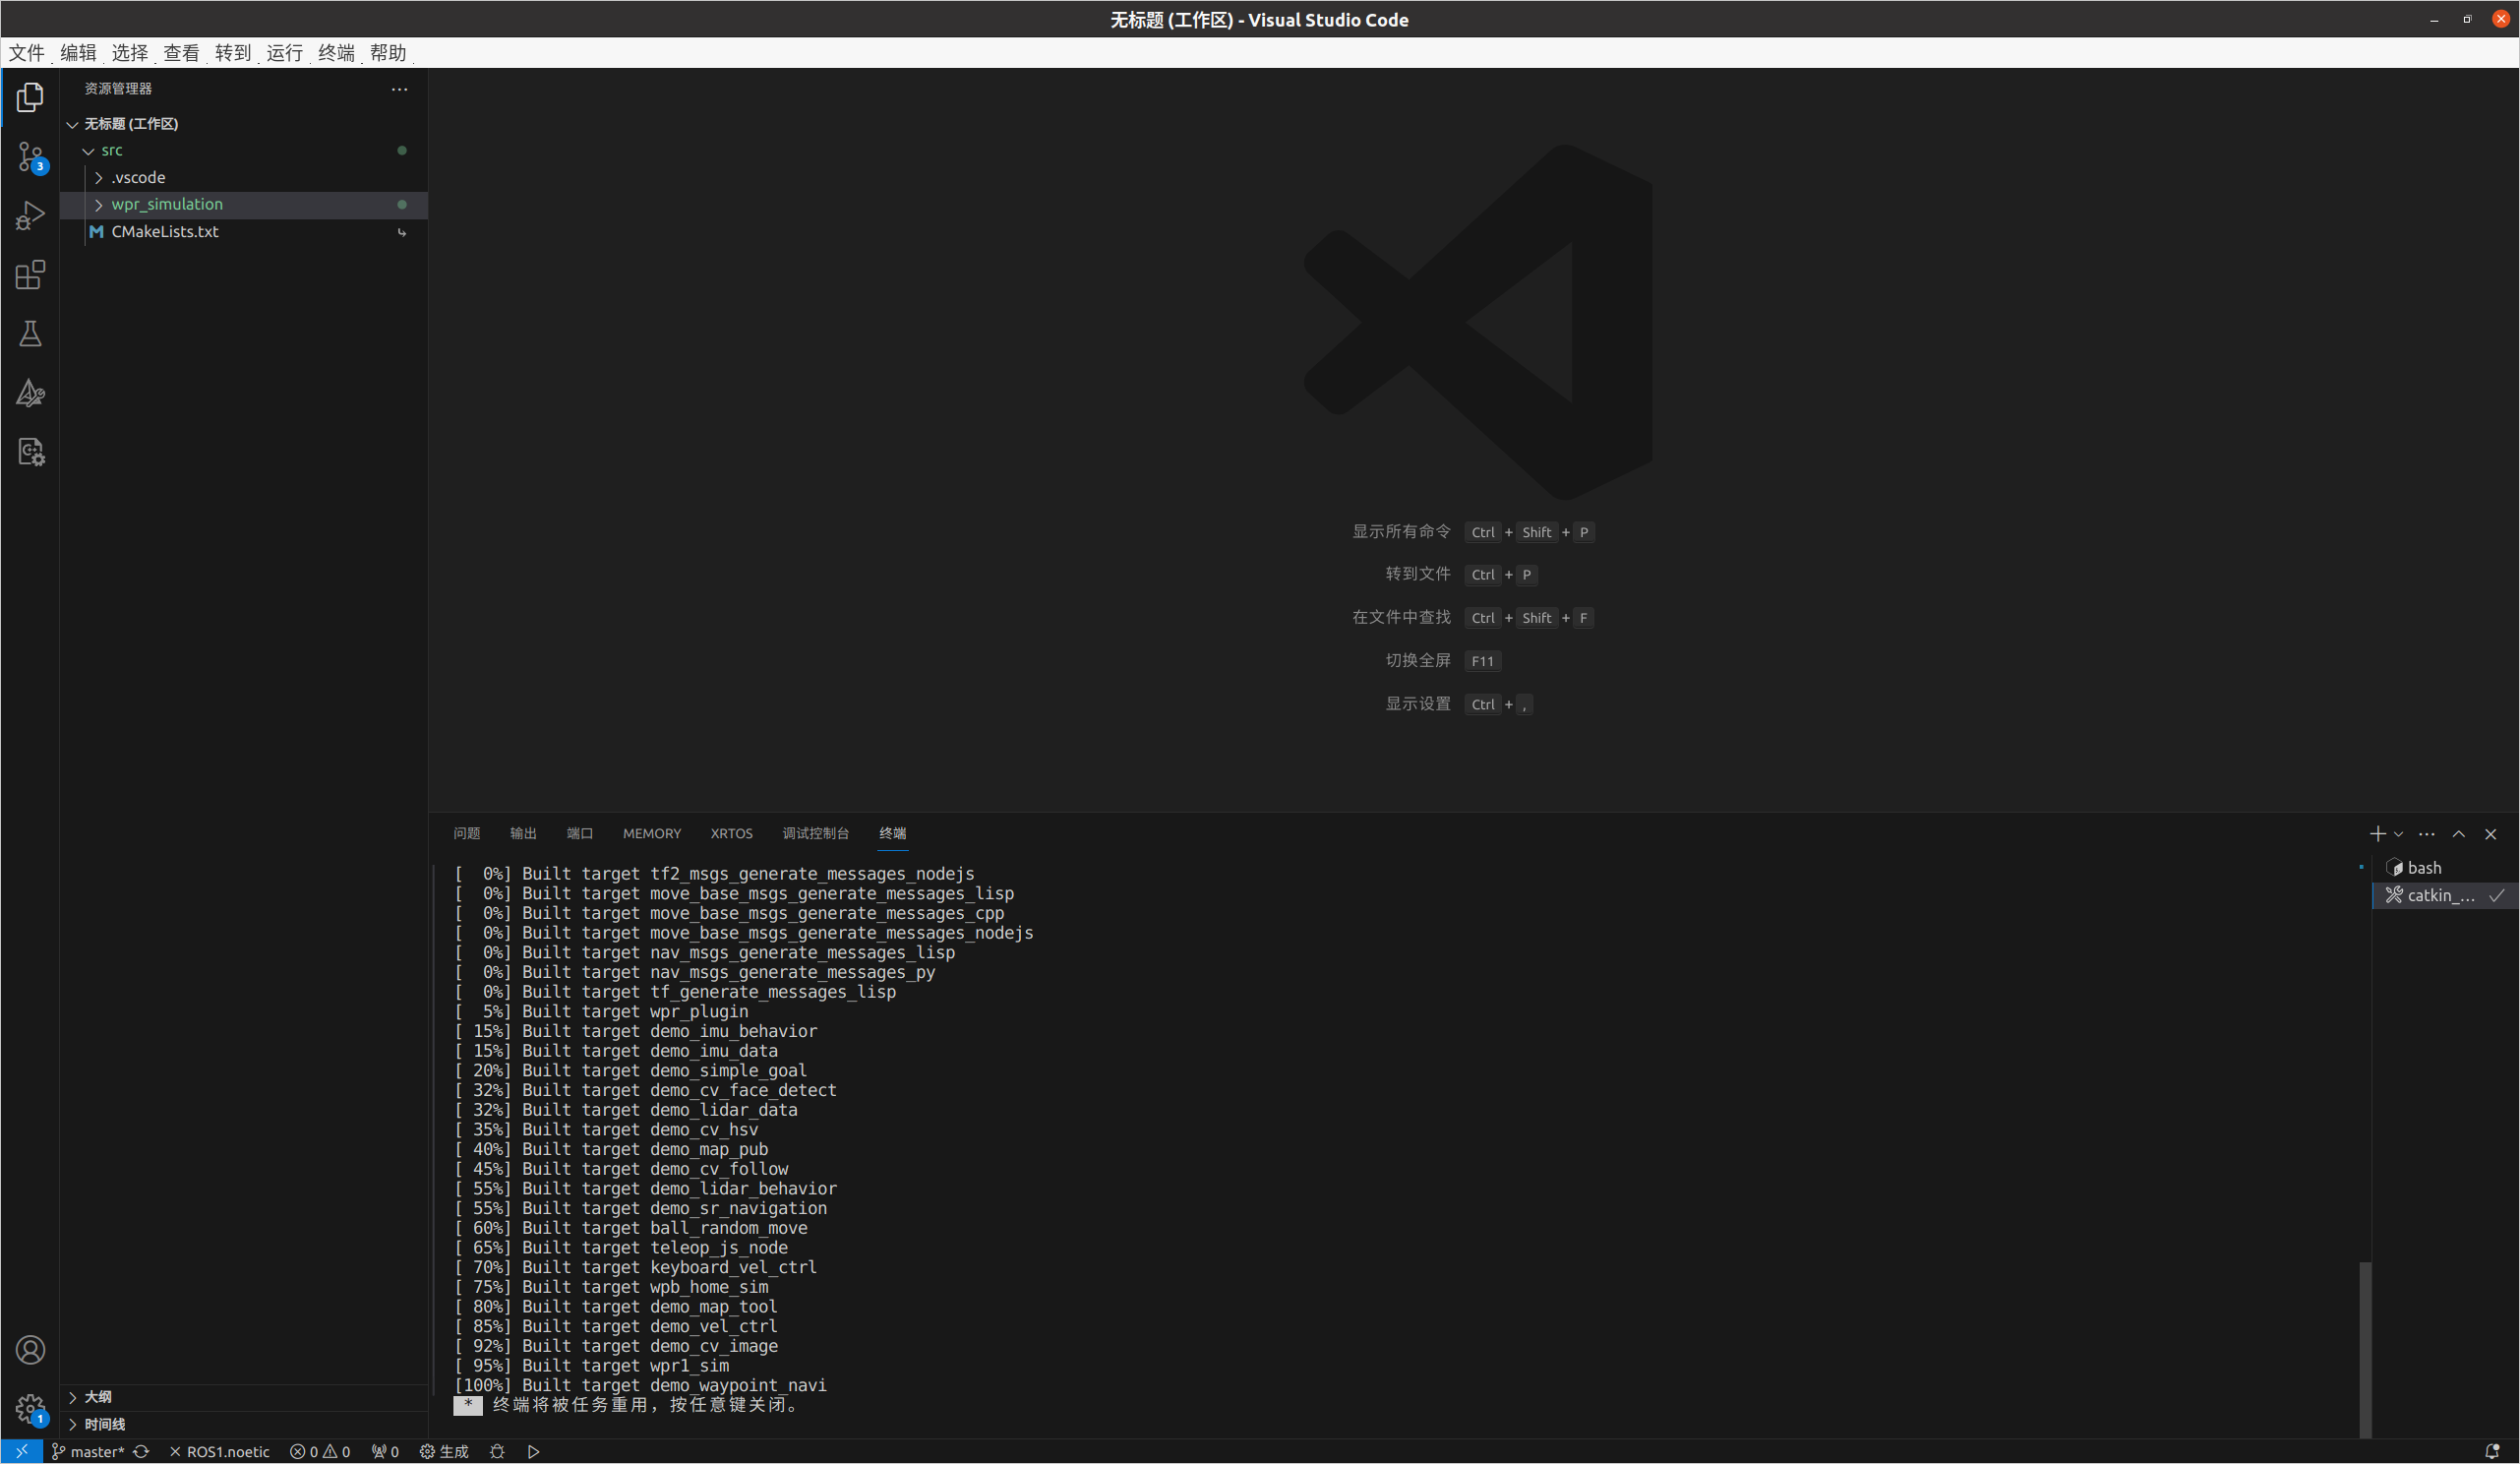 无标题 (工作区) - Visual Studio Code
文件 编辑 选择 查看 转到 运行 终端 帮助
资源管理器
无标题 (工作区)
src
.vscode
wpr_simulation
M CMakeLists.txt
3
显示所有命令 Ctrl + Shift + P
转到文件 Ctrl + P
在文件中查找 Ctrl + Shift + F
切换全屏 F11
显示设置 Ctrl + ,
问题 输出 端口 MEMORY XRTOS 调试控制台 终端
bash
catkin_...
[  0%] Built target tf2_msgs_generate_messages_nodejs
[  0%] Built target move_base_msgs_generate_messages_lisp
[  0%] Built target move_base_msgs_generate_messages_cpp
[  0%] Built target move_base_msgs_generate_messages_nodejs
[  0%] Built target nav_msgs_generate_messages_lisp
[  0%] Built target nav_msgs_generate_messages_py
[  0%] Built target tf_generate_messages_lisp
[  5%] Built target wpr_plugin
[ 15%] Built target demo_imu_behavior
[ 15%] Built target demo_imu_data
[ 20%] Built target demo_simple_goal
[ 32%] Built target demo_cv_face_detect
[ 32%] Built target demo_lidar_data
[ 35%] Built target demo_cv_hsv
[ 40%] Built target demo_map_pub
[ 45%] Built target demo_cv_follow
[ 55%] Built target demo_lidar_behavior
[ 55%] Built target demo_sr_navigation
[ 60%] Built target ball_random_move
[ 65%] Built target teleop_js_node
[ 70%] Built target keyboard_vel_ctrl
[ 75%] Built target wpb_home_sim
[ 80%] Built target demo_map_tool
[ 85%] Built target demo_vel_ctrl
[ 92%] Built target demo_cv_image
[ 95%] Built target wpr1_sim
[100%] Built target demo_waypoint_navi
* 终端将被任务重用，按任意键关闭。
大纲
时间线
1
master* ROS1.noetic 0 0 0 生成